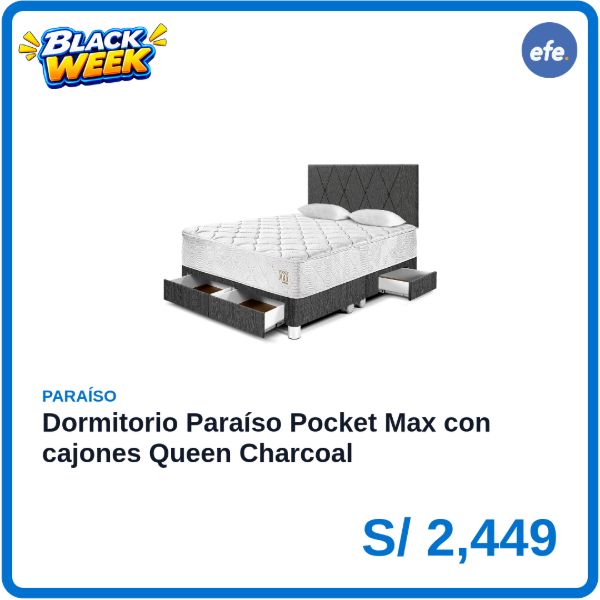 BLACK
WEEK
efe.
PARAÍSO
Dormitorio Paraíso Pocket Max con
cajones Queen Charcoal
S/ 2,449